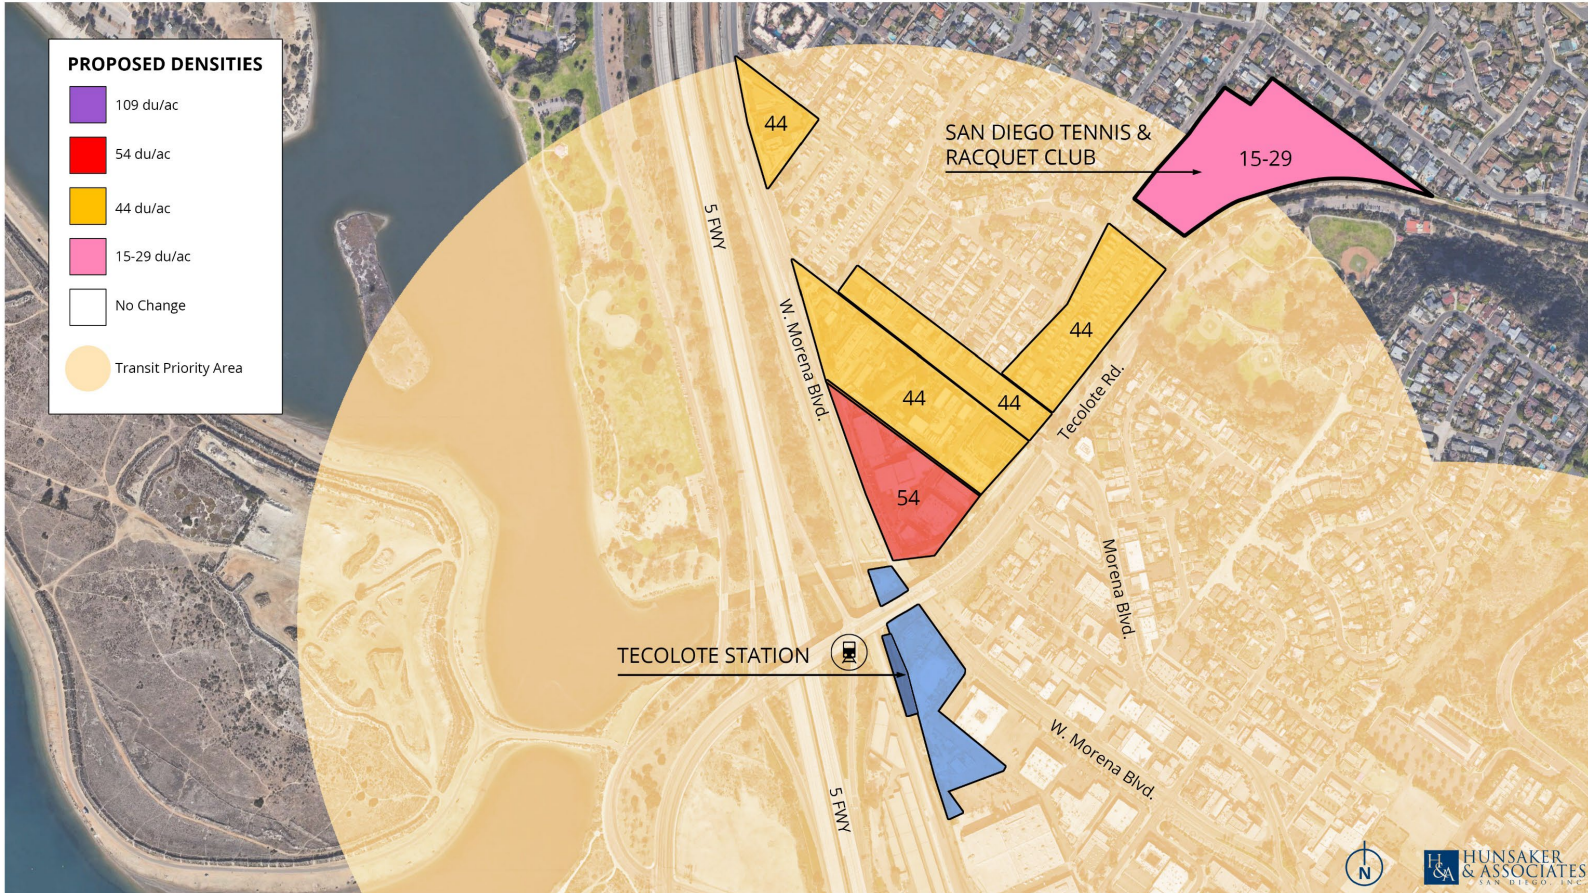 PROPOSED DENSITIES
109 du/ac
54 du/ac
44 du/ac
15-29 du/ac
No Change
Transit Priority Area
44
SAN DIEGO TENNIS &
RACQUET CLUB
15-29
5 FWY
W. Morena Blvd.
44
44
44
Tecolote Rd.
54
Morena Blvd.
TECOLOTE STATION
W. Morena Blvd.
5 FWY
N
H&A
HUNSAKER
& ASSOCIATES
SAN DIEGO, INC.